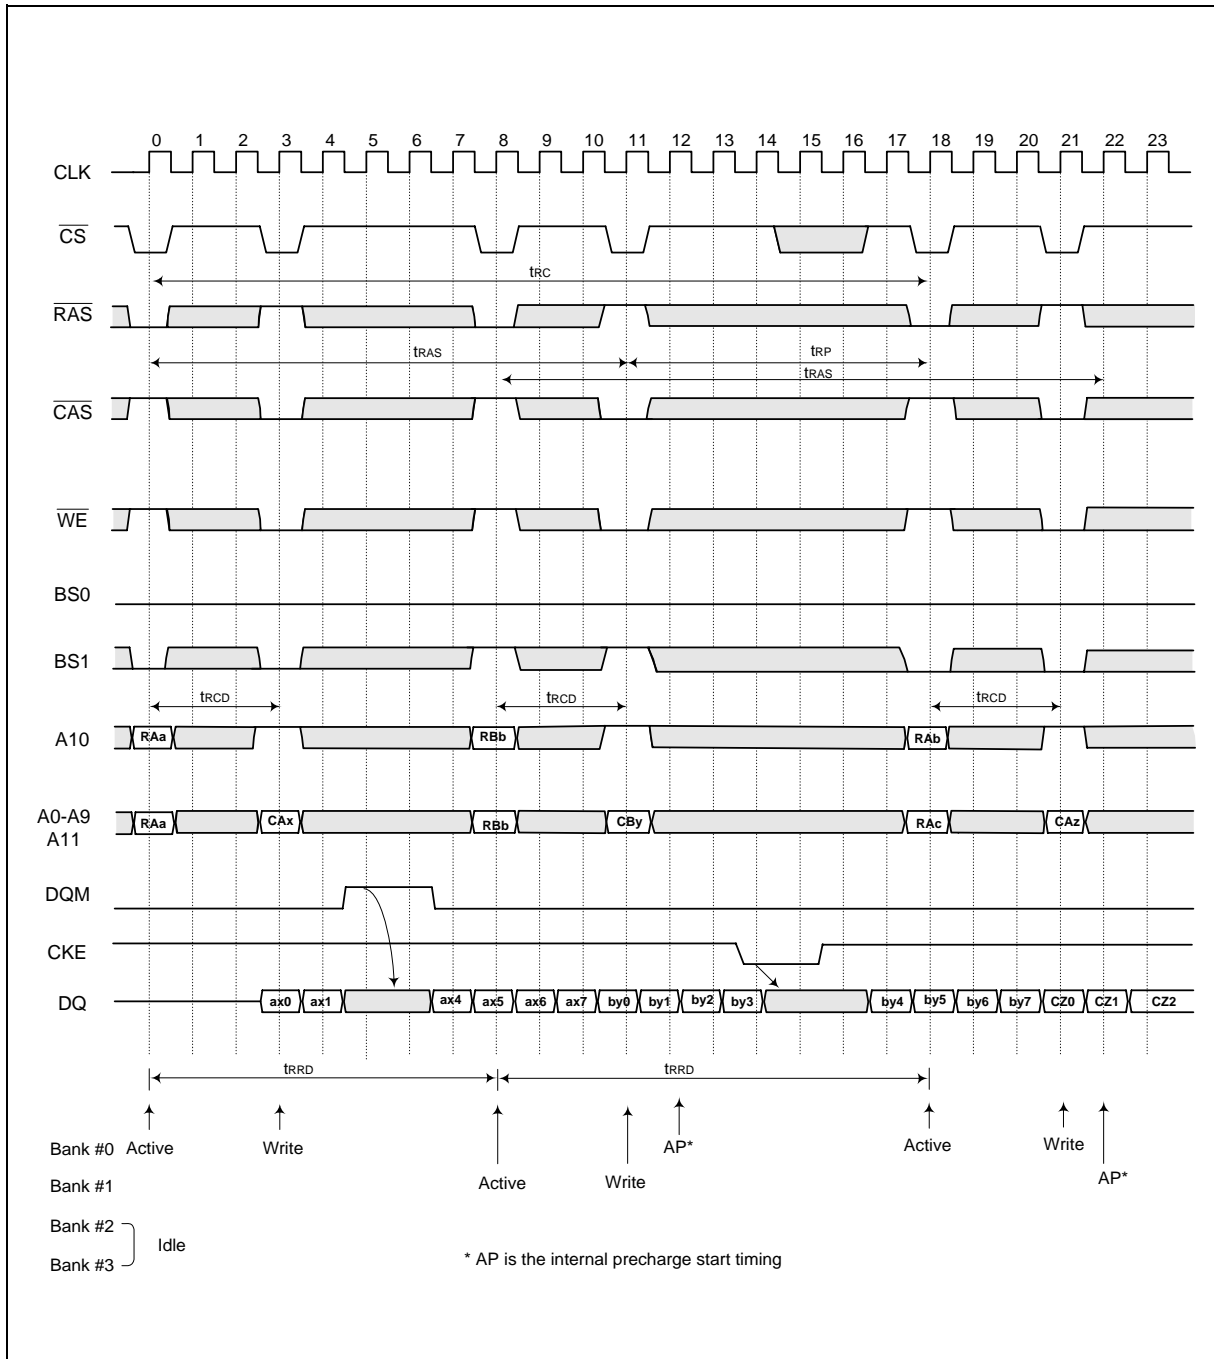 0 1 2 3 4 5 6 7 8 9 10 11 12 13 14 15 16 17 18 19 20 21 22 23
CLK
CS
tRC
RAS
tRAS tRP
tRAS
CAS
WE
BS0
BS1
tRCD tRCD tRCD
A10 RAa RBb RAb
A0-A9 RAa CAx RBb CBy RAc CAz
A11
DQM
CKE
DQ ax0 ax1 ax4 ax5 ax6 ax7 by0 by1 by2 by3 by4 by5 by6 by7 CZ0 CZ1 CZ2
tRRD tRRD
Bank #0 Active Write AP* Active Write
Bank #1 Active Write AP*
Bank #2
Idle
Bank #3
* AP is the internal precharge start timing